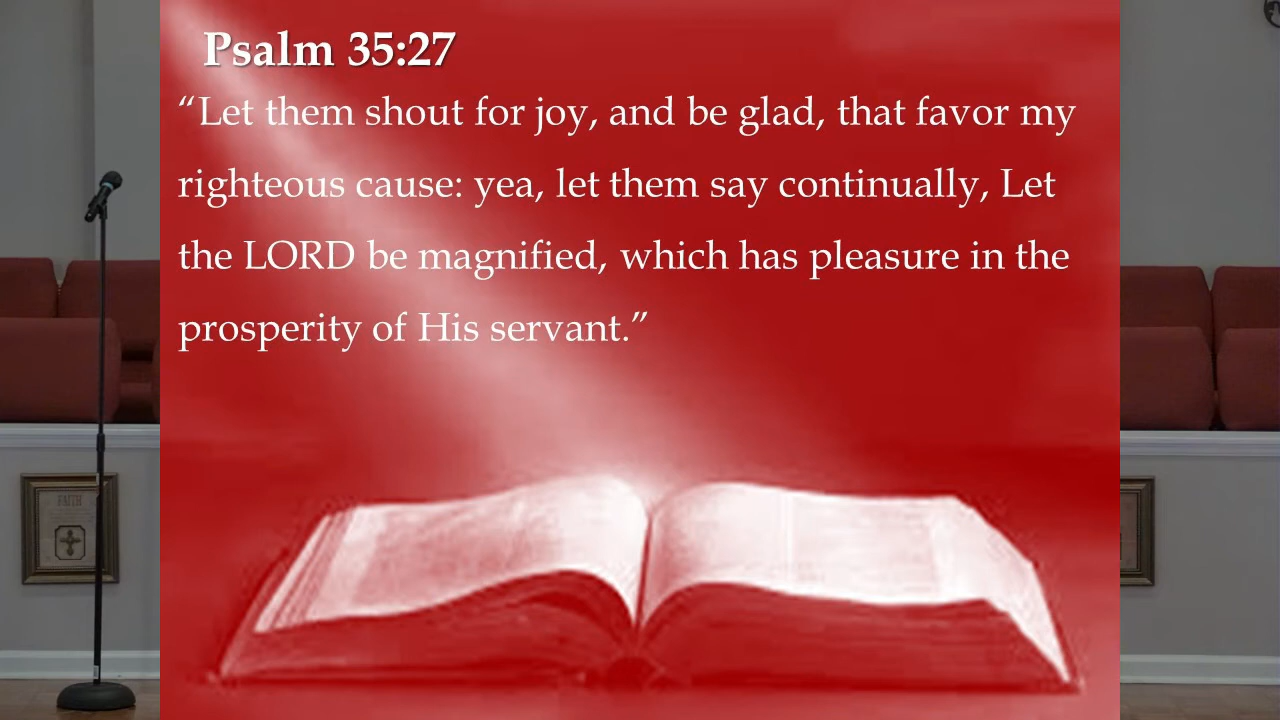 Psalm 35:27
“Let them shout for joy, and be glad, that favor my
righteous cause: yea, let them say continually, Let
the LORD be magnified, which has pleasure in the
prosperity of His servant.”
FAITH